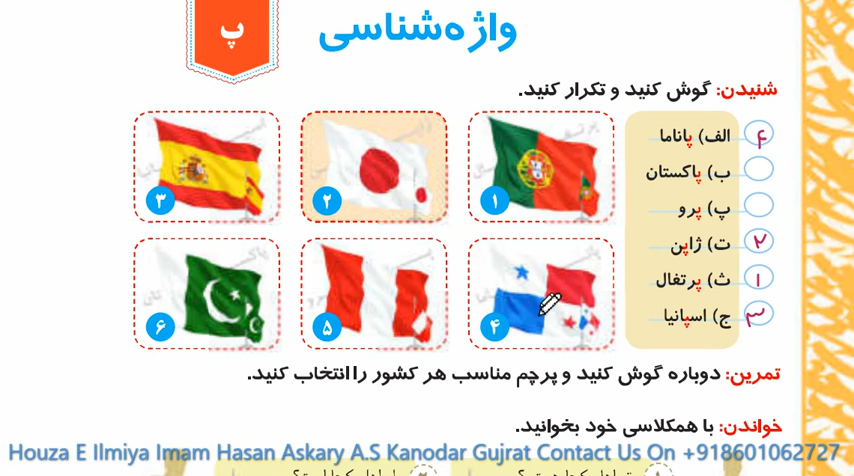 واژه‌شناسی
پ
شنیدن: گوش کنید و تکرار کنید.
۴ الف) پاناما
ب) پاکستان
پ) پرو
۲ ت) ژاپن
۱ ث) پرتغال
۳ ج) اسپانیا
۱
۲
۳
۴
۵
۶
تمرین: دوباره گوش کنید و پرچم مناسب هر کشور را انتخاب کنید.
خواندن: با همکلاسی خود بخوانید.
Houza E Ilmiya Imam Hasan Askary A.S Kanodar Gujrat Contact Us On +918601062727